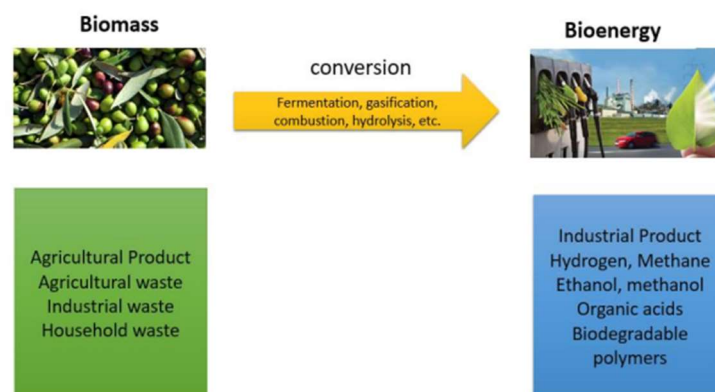 Biomass
Bioenergy
conversion
Fermentation, gasification,
combustion, hydrolysis, etc.
Agricultural Product
Agricultural waste
Industrial waste
Household waste
Industrial Product
Hydrogen, Methane
Ethanol, methanol
Organic acids
Biodegradable
polymers